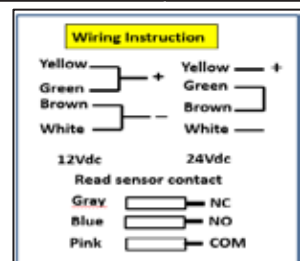 Wiring Instruction
Yellow Yellow +
Green + Green
Brown Brown
White – White –
12Vdc 24Vdc
Read sensor contact
Gray NC
Blue NO
Pink COM